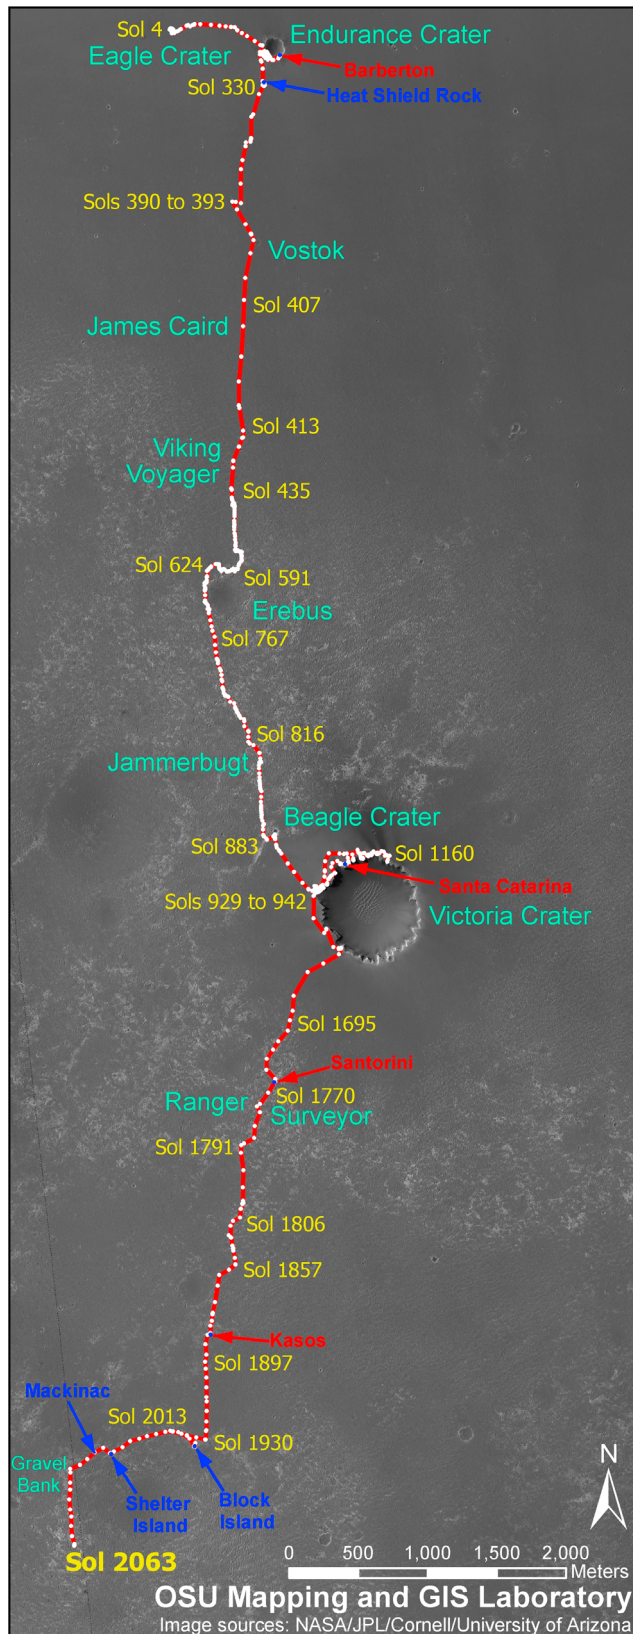 Sol 4
Endurance Crater
Eagle Crater
Barberton
Sol 330
Heat Shield Rock
Sols 390 to 393
Vostok
Sol 407
James Caird
Sol 413
Viking
Voyager
Sol 435
Sol 624
Sol 591
Erebus
Sol 767
Sol 816
Jammerbugt
Beagle Crater
Sol 883
Sol 1160
Santa Catarina
Sols 929 to 942
Victoria Crater
Sol 1695
Santorini
Sol 1770
Ranger
Surveyor
Sol 1791
Sol 1806
Sol 1857
Kasos
Sol 1897
Mackinac
Sol 2013
Sol 1930
Gravel
Bank
Shelter
Island
Block
Island
N
Sol 2063
0 500 1,000 1,500 2,000
Meters
OSU Mapping and GIS Laboratory
Image sources: NASA/JPL/Cornell/University of Arizona